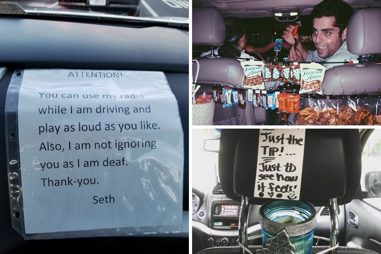 ATTENTION!
You can use my radio
while I am driving and
play as loud as you like.
Also, I am not ignoring
you as I am deaf.
Thank-you.
Seth
Just the
TIP!...
Just to
see how
it feels!